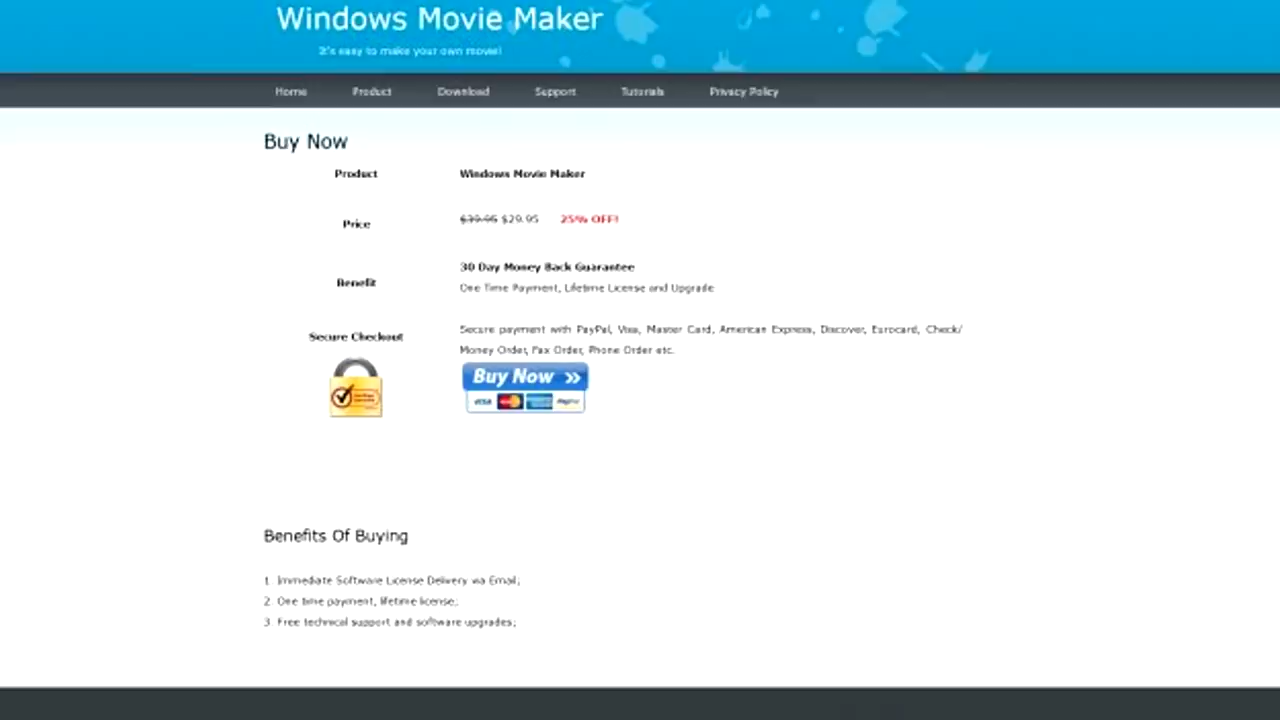 Windows Movie Maker
It's easy to make your own movie!
Home Product Download Support Tutorials Privacy Policy
Buy Now
Product Windows Movie Maker
Price $39.95 $29.95 25% OFF!
Benefit 30 Day Money Back Guarantee
One Time Payment, Lifetime License and Upgrade
Secure Checkout Secure payment with PayPal, Visa, Master Card, American Express, Discover, Eurocard, Check/
Money Order, Fax Order, Phone Order etc.
Buy Now »
VISA PayPal
Benefits Of Buying
1. Immediate Software License Delivery via Email;
2. One time payment, lifetime license;
3. Free technical support and software upgrades;